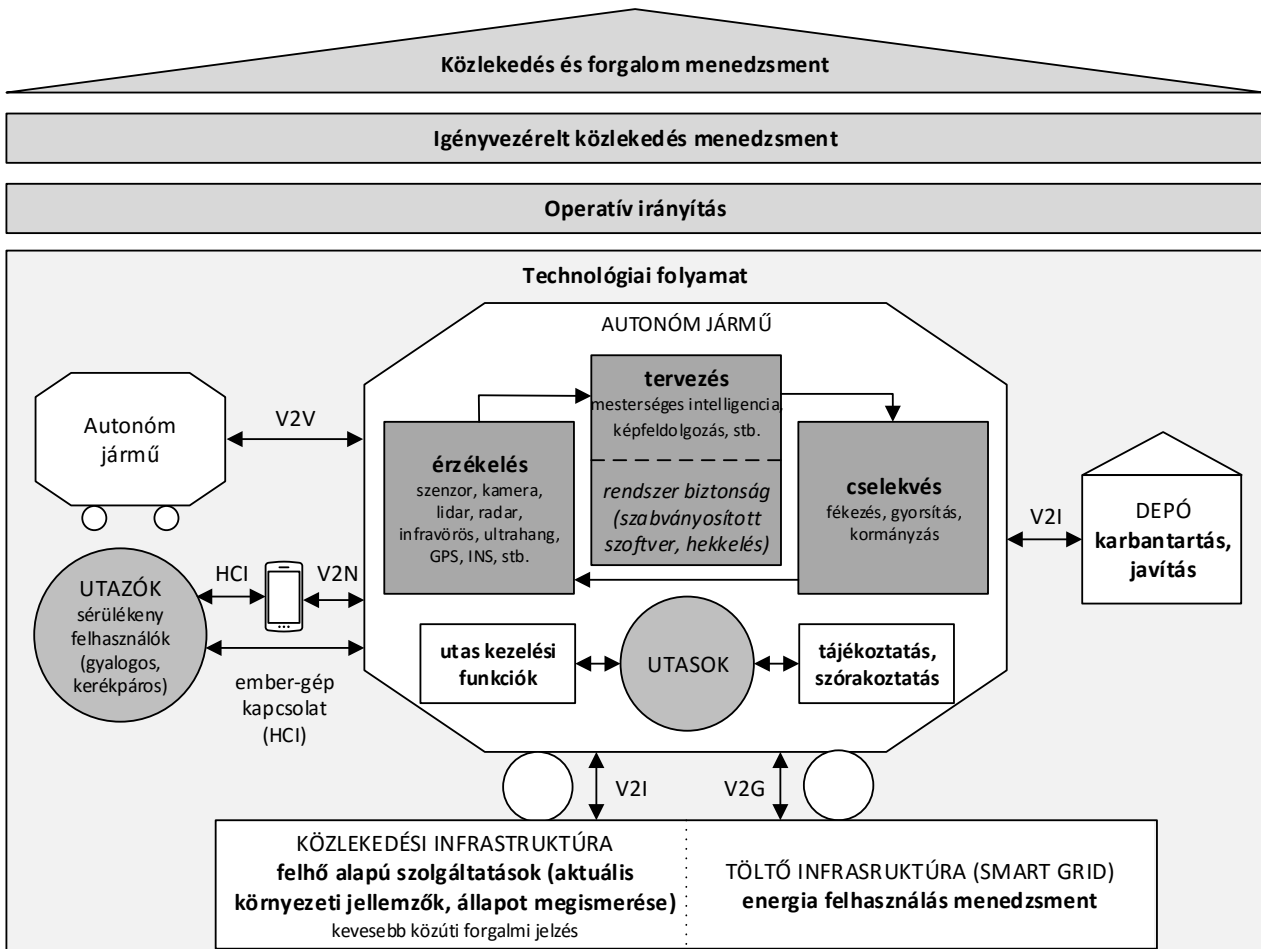 Közlekedés és forgalom menedzsment
Igényvezérelt közlekedés menedzsment
Operatív irányítás
Technológiai folyamat
AUTONÓM JÁRMŰ
tervezés
mesterséges intelligencia,
képfeldolgozás, stb.
rendszer biztonság
(szabványosított
szoftver, hekkelés)
érzékelés
szenzor, kamera,
lidar, radar,
infravörös, ultrahang,
GPS, INS, stb.
cselekvés
fékezés, gyorsítás,
kormányzás
Autonóm
jármű
V2V
UTAZÓK
sérülékeny
felhasználók
(gyalogos,
kerékpáros)
HCI
V2N
ember-gép
kapcsolat
(HCI)
utas kezelési
funkciók
UTASOK
tájékoztatás,
szórakoztatás
V2I
DEPÓ
karbantartás,
javítás
V2I
V2G
KÖZLEKEDÉSI INFRASTRUKTÚRA
felhő alapú szolgáltatások (aktuális
környezeti jellemzők, állapot megismerése)
kevesebb közúti forgalmi jelzés
TÖLTŐ INFRASRUKTÚRA (SMART GRID)
energia felhasználás menedzsment